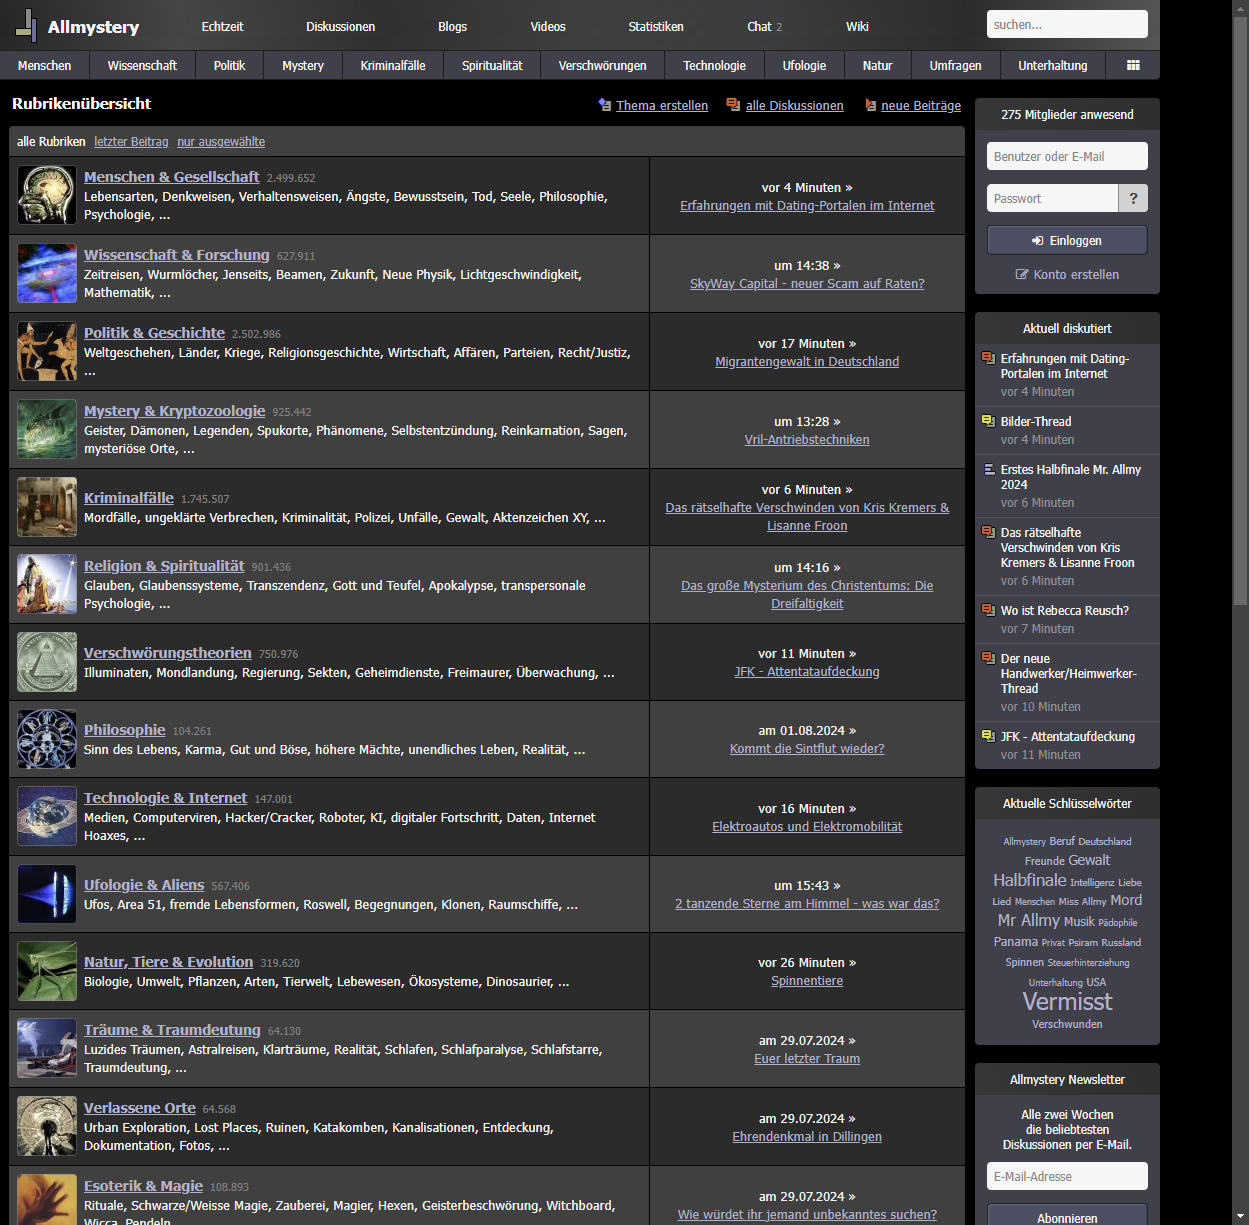 Allmystery
Echtzeit
Diskussionen
Blogs
Videos
Statistiken
Chat 2
Wiki
suchen...
Menschen
Wissenschaft
Politik
Mystery
Kriminalfälle
Spiritualität
Verschwörungen
Technologie
Ufologie
Natur
Umfragen
Unterhaltung
Rubrikenübersicht
Thema erstellen
alle Diskussionen
neue Beiträge
alle Rubriken letzter Beitrag nur ausgewählte
Menschen & Gesellschaft 2.499.652
Lebensarten, Denkweisen, Verhaltensweisen, Ängste, Bewusstsein, Tod, Seele, Philosophie,
Psychologie, ...
vor 4 Minuten »
Erfahrungen mit Dating-Portalen im Internet
Wissenschaft & Forschung 627.911
Zeitreisen, Wurmlöcher, Jenseits, Beamen, Zukunft, Neue Physik, Lichtgeschwindigkeit,
Mathematik, ...
um 14:38 »
SkyWay Capital - neuer Scam auf Raten?
Politik & Geschichte 2.502.986
Weltgeschehen, Länder, Kriege, Religionsgeschichte, Wirtschaft, Affären, Parteien, Recht/Justiz,
...
vor 17 Minuten »
Migrantengewalt in Deutschland
Mystery & Kryptozoologie 925.442
Geister, Dämonen, Legenden, Spukorte, Phänomene, Selbstentzündung, Reinkarnation, Sagen,
mysteriöse Orte, ...
um 13:28 »
Vril-Antriebstechniken
Kriminalfälle 1.745.507
Mordfälle, ungeklärte Verbrechen, Kriminalität, Polizei, Unfälle, Gewalt, Aktenzeichen XY, ...
vor 6 Minuten »
Das rätselhafte Verschwinden von Kris Kremers &
Lisanne Froon
Religion & Spiritualität 901.436
Glauben, Glaubenssysteme, Transzendenz, Gott und Teufel, Apokalypse, transpersonale
Psychologie, ...
um 14:16 »
Das große Mysterium des Christentums: Die
Dreifaltigkeit
Verschwörungstheorien 750.976
Illuminaten, Mondlandung, Regierung, Sekten, Geheimdienste, Freimaurer, Überwachung, ...
vor 11 Minuten »
JFK - Attentataufdeckung
Philosophie 104.261
Sinn des Lebens, Karma, Gut und Böse, höhere Mächte, unendliches Leben, Realität, ...
am 01.08.2024 »
Kommt die Sintflut wieder?
Technologie & Internet 147.001
Medien, Computerviren, Hacker/Cracker, Roboter, KI, digitaler Fortschritt, Daten, Internet
Hoaxes, ...
vor 16 Minuten »
Elektroautos und Elektromobilität
Ufologie & Aliens 567.406
Ufos, Area 51, fremde Lebensformen, Roswell, Begegnungen, Klonen, Raumschiffe, ...
um 15:43 »
2 tanzende Sterne am Himmel - was war das?
Natur, Tiere & Evolution 319.620
Biologie, Umwelt, Pflanzen, Arten, Tierwelt, Lebewesen, Ökosysteme, Dinosaurier, ...
vor 26 Minuten »
Spinnentiere
Träume & Traumdeutung 64.130
Luzides Träumen, Astralreisen, Klarträume, Realität, Schlafen, Schlafparalyse, Schlafstarre,
Traumdeutung, ...
am 29.07.2024 »
Euer letzter Traum
Verlassene Orte 64.568
Urban Exploration, Lost Places, Ruinen, Katakomben, Kanalisationen, Entdeckung,
Dokumentation, Fotos, ...
am 29.07.2024 »
Ehrendenkmal in Dillingen
Esoterik & Magie 108.893
Rituale, Schwarze/Weisse Magie, Zauberei, Magier, Hexen, Geisterbeschwörung, Witchboard,
Wicca, Pendeln
am 29.07.2024 »
Wie würdet ihr jemand unbekanntes suchen?
275 Mitglieder anwesend
Benutzer oder E-Mail
Passwort
?
Einloggen
Konto erstellen
Aktuell diskutiert
Erfahrungen mit Dating-
Portalen im Internet
vor 4 Minuten
Bilder-Thread
vor 4 Minuten
Erstes Halbfinale Mr. Allmy
2024
vor 6 Minuten
Das rätselhafte
Verschwinden von Kris
Kremers & Lisanne Froon
vor 6 Minuten
Wo ist Rebecca Reusch?
vor 7 Minuten
Der neue
Handwerker/Heimwerker-
Thread
vor 10 Minuten
JFK - Attentataufdeckung
vor 11 Minuten
Aktuelle Schlüsselwörter
Allmystery Beruf Deutschland
Freunde Gewalt
Halbfinale Intelligenz Liebe
Lied Menschen Miss Allmy Mord
Mr Allmy Musik Pädophile
Panama Privat Psiram Russland
Spinnen Steuerhinterziehung
Unterhaltung USA
Vermisst
Verschwunden
Allmystery Newsletter
Alle zwei Wochen
die beliebtesten
Diskussionen per E-Mail.
E-Mail-Adresse
Abonnieren